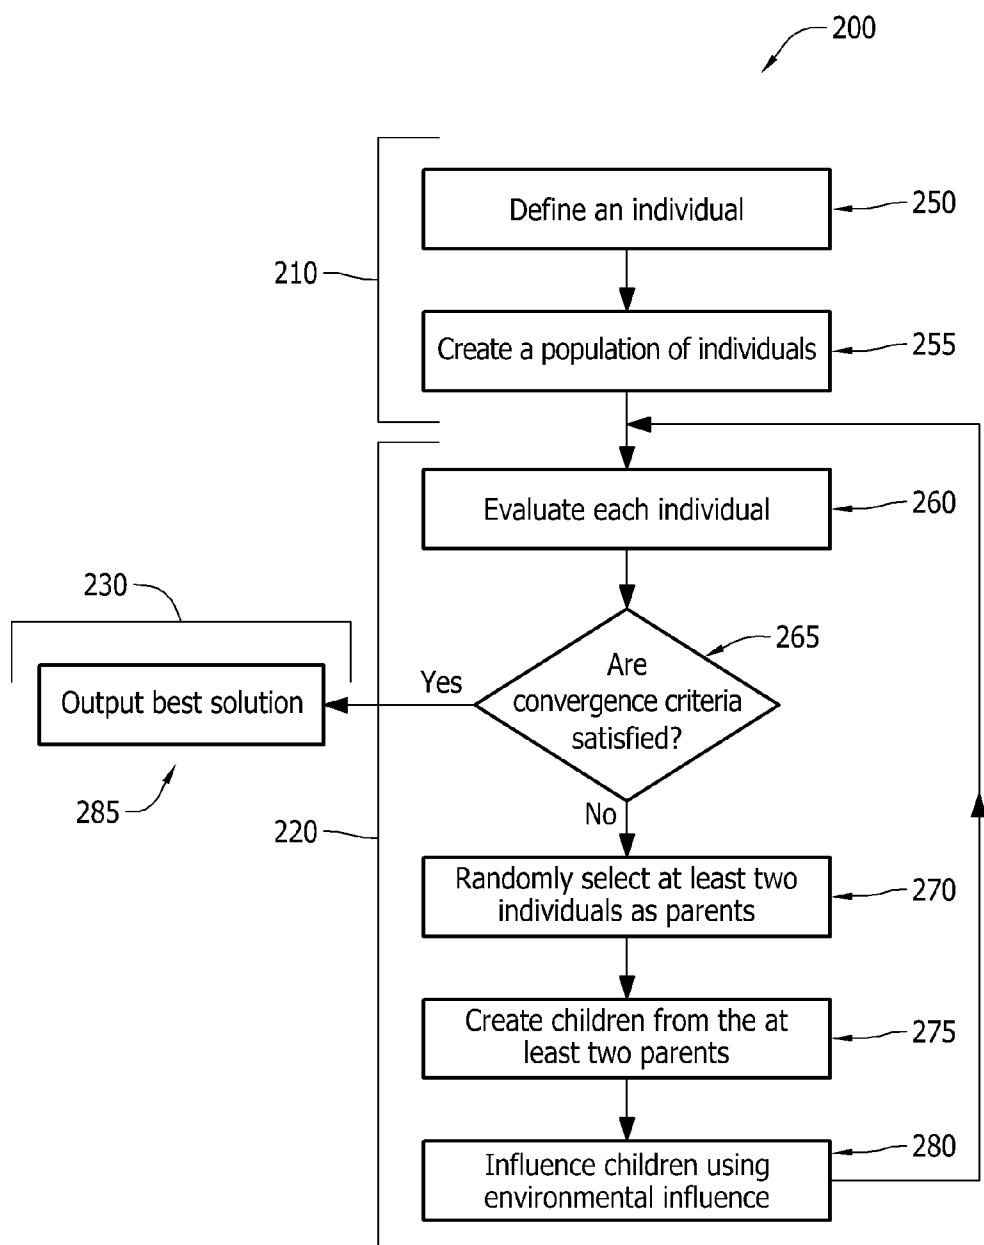 200
Define an individual
250
210
Create a population of individuals
255
Evaluate each individual
260
230
265
Are
convergence criteria
satisfied?
Yes
Output best solution
285
No
220
Randomly select at least two
individuals as parents
270
Create children from the at
least two parents
275
Influence children using
environmental influence
280